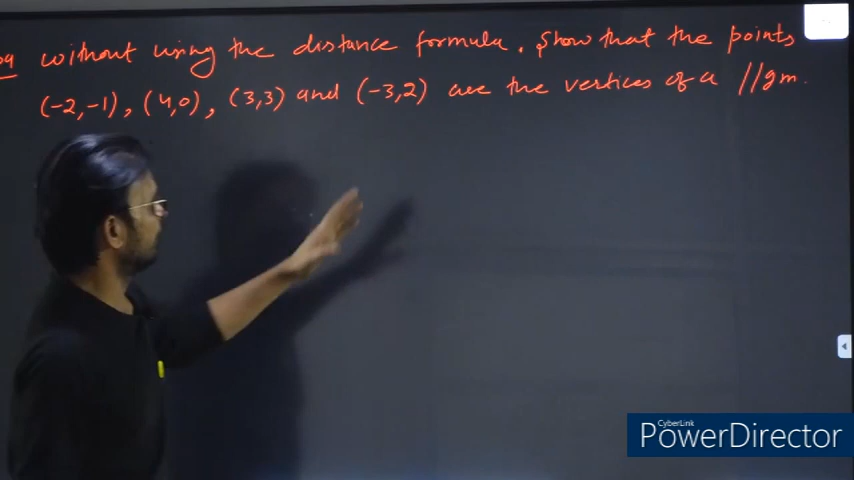 09 without using the distance formula. Show that the points
(-2,-1), (4,0), (3,3) and (-3,2) are the vertices of a //gm.
CyberLink
PowerDirector